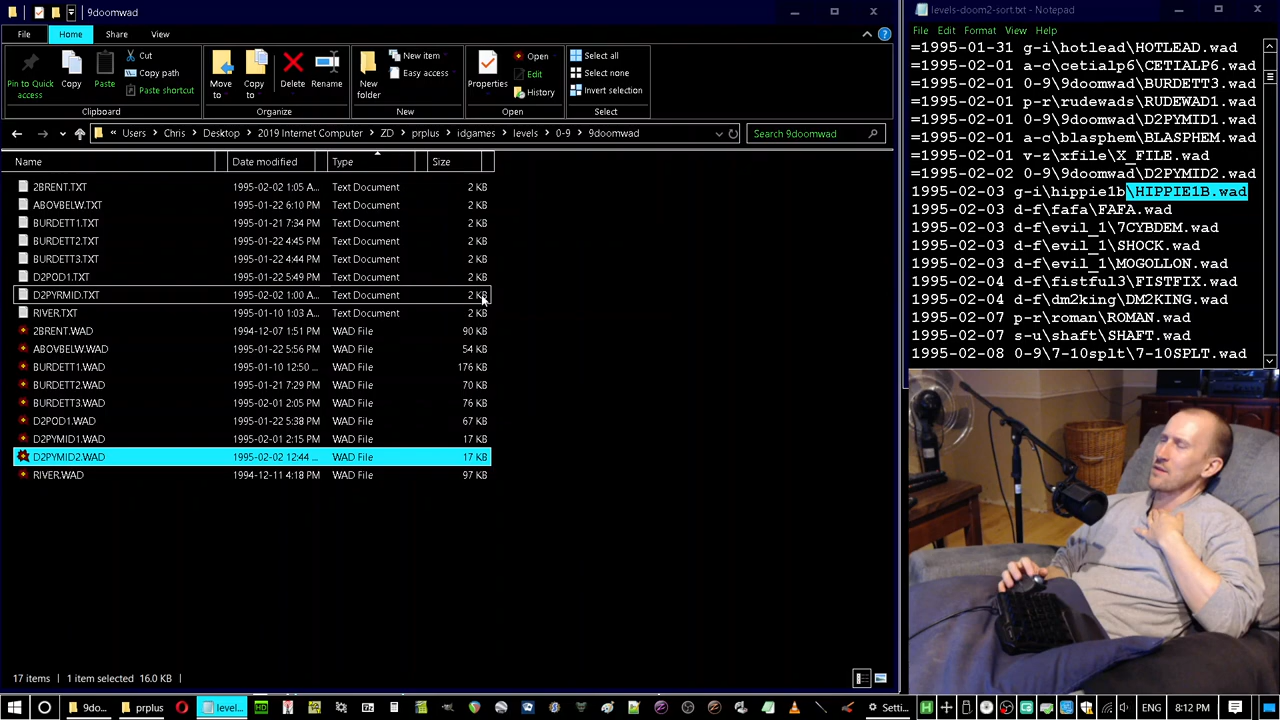 9doomwad
File Home Share View
Pin to Quick access
Copy
Paste
Cut
Copy path
Paste shortcut
Move to
Copy to
Delete
Rename
New folder
New item
Easy access
Properties
Open
Edit
History
Select all
Select none
Invert selection
Clipboard Organize New Open Select
« Users › Chris › Desktop › 2019 Internet Computer › ZD › prplus › idgames › levels › 0-9 › 9doomwad
Search 9doomwad
Name Date modified Type Size
2BRENT.TXT 1995-02-02 1:05 A... Text Document 2 KB
ABOVBELW.TXT 1995-01-22 6:10 PM Text Document 2 KB
BURDETT1.TXT 1995-01-21 7:34 PM Text Document 2 KB
BURDETT2.TXT 1995-01-22 4:45 PM Text Document 2 KB
BURDETT3.TXT 1995-01-22 4:44 PM Text Document 2 KB
D2POD1.TXT 1995-01-22 5:49 PM Text Document 2 KB
D2PYRMID.TXT 1995-02-02 1:00 A... Text Document 2 KB
RIVER.TXT 1995-01-10 1:03 A... Text Document 2 KB
2BRENT.WAD 1994-12-07 1:51 PM WAD File 90 KB
ABOVBELW.WAD 1995-01-22 5:56 PM WAD File 54 KB
BURDETT1.WAD 1995-01-10 12:50 ... WAD File 176 KB
BURDETT2.WAD 1995-01-21 7:29 PM WAD File 70 KB
BURDETT3.WAD 1995-02-01 2:05 PM WAD File 76 KB
D2POD1.WAD 1995-01-22 5:38 PM WAD File 67 KB
D2PYMID1.WAD 1995-02-01 2:15 PM WAD File 17 KB
D2PYMID2.WAD 1995-02-02 12:44 ... WAD File 17 KB
RIVER.WAD 1994-12-11 4:18 PM WAD File 97 KB
17 items 1 item selected 16.0 KB
levels-doom2-sort.txt - Notepad
File Edit Format View Help
=1995-01-31 g-i\hotlead\HOTLEAD.wad
=1995-02-01 a-c\cetialp6\CETIALP6.wad
=1995-02-01 0-9\9doomwad\BURDETT3.wad
=1995-02-01 p-r\rudewads\RUDEWAD1.wad
=1995-02-01 0-9\9doomwad\D2PYMID1.wad
=1995-02-01 a-c\blasphem\BLASPHEM.wad
=1995-02-01 v-z\xfile\X_FILE.wad
=1995-02-02 0-9\9doomwad\D2PYMID2.wad
1995-02-03 g-i\hippie1b\HIPPIE1B.wad
1995-02-03 d-f\fafa\FAFA.wad
1995-02-03 d-f\evil_1\7CYBDEM.wad
1995-02-03 d-f\evil_1\SHOCK.wad
1995-02-03 d-f\evil_1\MOGOLLON.wad
1995-02-04 d-f\fistful3\FISTFIX.wad
1995-02-04 d-f\dm2king\DM2KING.wad
1995-02-07 p-r\roman\ROMAN.wad
1995-02-07 s-u\shaft\SHAFT.wad
1995-02-08 0-9\7-10splt\7-10SPLT.wad
9do...
prplus
level...
Setti...
ENG
8:12 PM